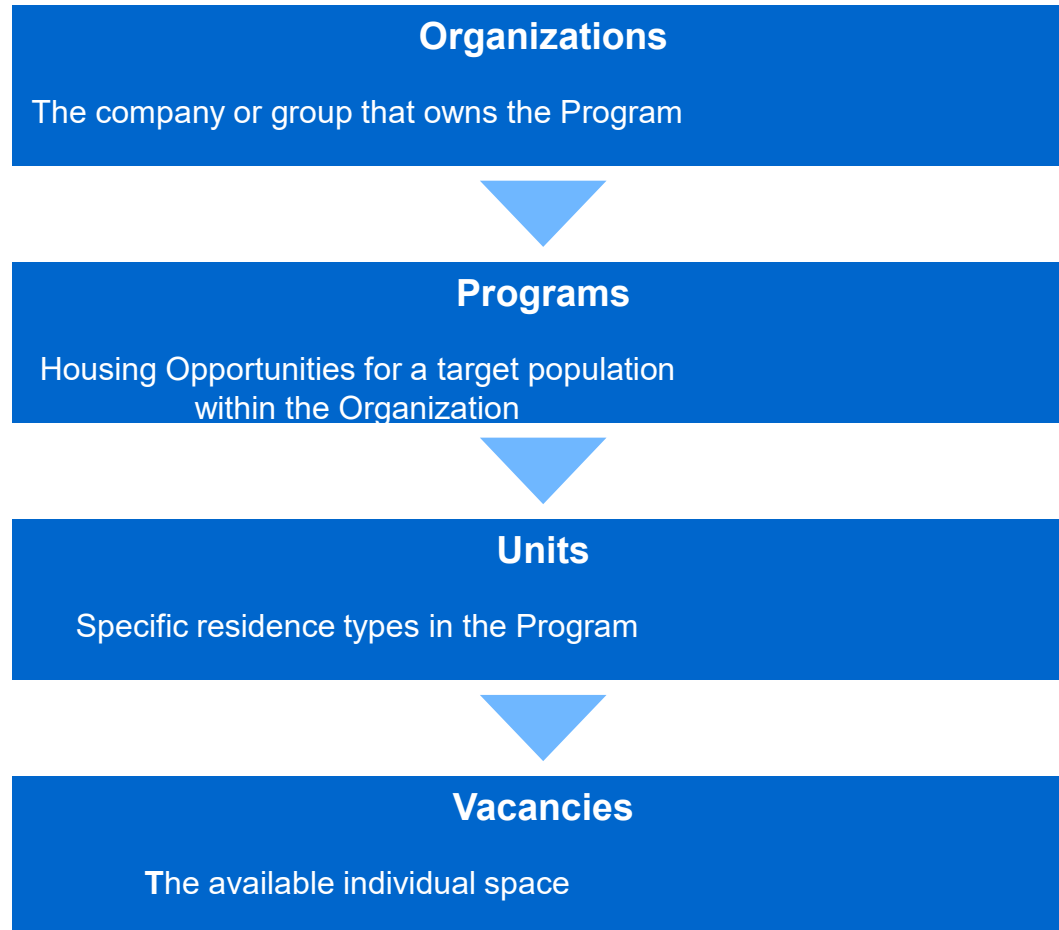 Organizations
The company or group that owns the Program
Programs
Housing Opportunities for a target population
within the Organization
Units
Specific residence types in the Program
Vacancies
The available individual space